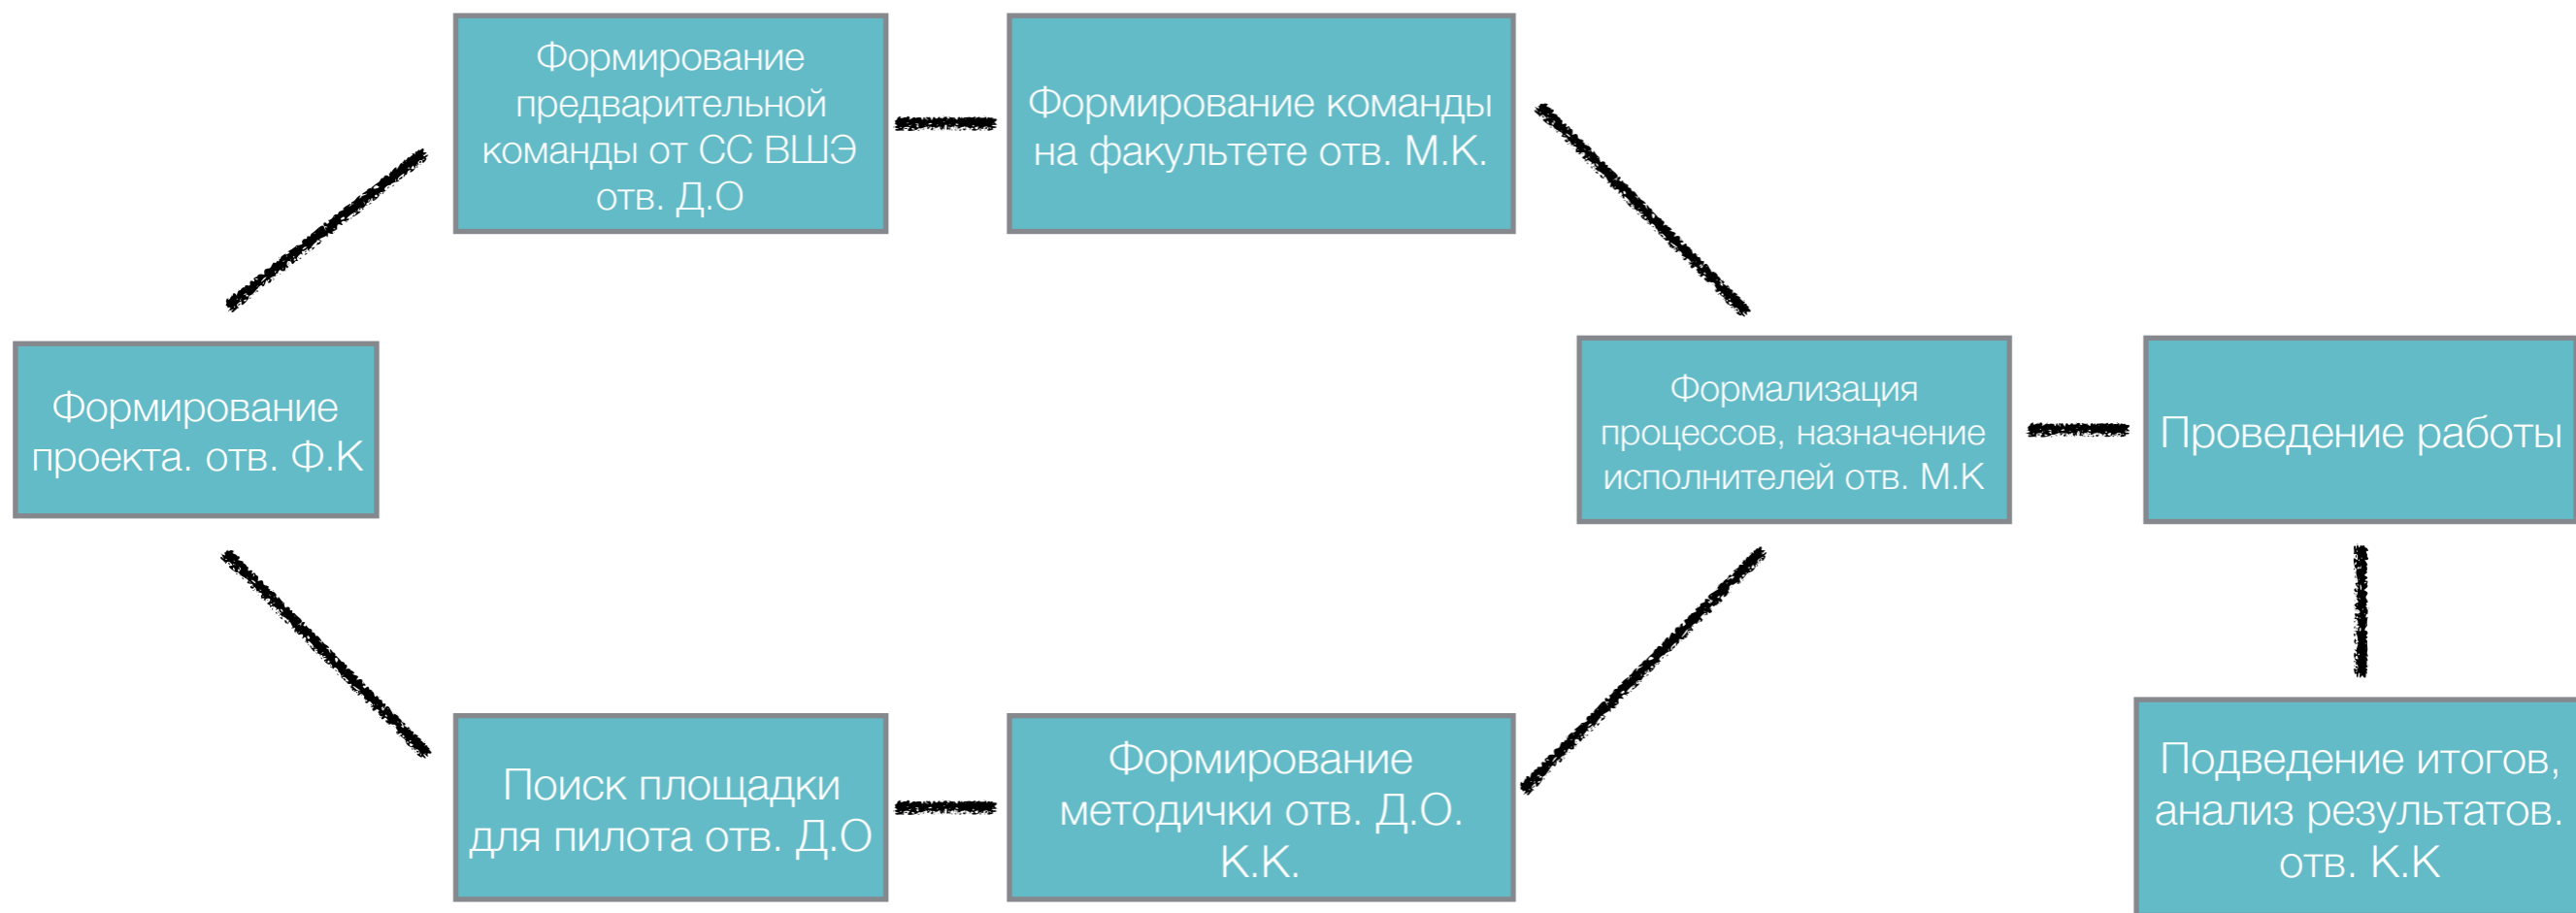 Формирование
предварительной
команды от СС ВШЭ
отв. Д.О
Формирование команды
на факультете отв. М.К.
Формирование
проекта. отв. Ф.К
Формализация
процессов, назначение
исполнителей отв. М.К
Проведение работы
Поиск площадки
для пилота отв. Д.О
Формирование
методички отв. Д.О.
К.К.
Подведение итогов,
анализ результатов.
отв. К.К